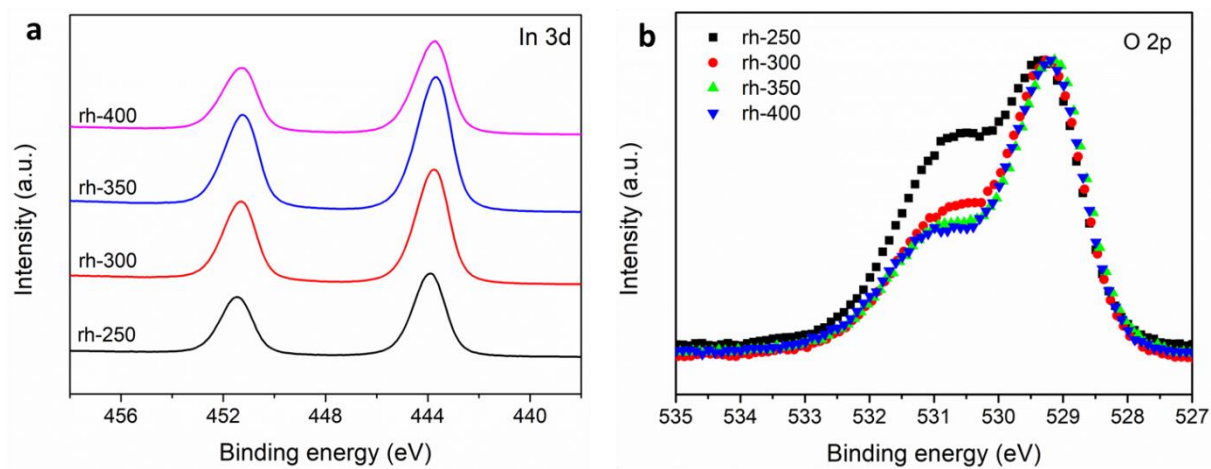 a
In 3d
rh-400
rh-350
rh-300
rh-250
Intensity (a.u.)
456 452 448 444 440
Binding energy (eV)
b
O 2p
rh-250
rh-300
rh-350
rh-400
Intensity (a.u.)
535 534 533 532 531 530 529 528 527
Binding energy (eV)